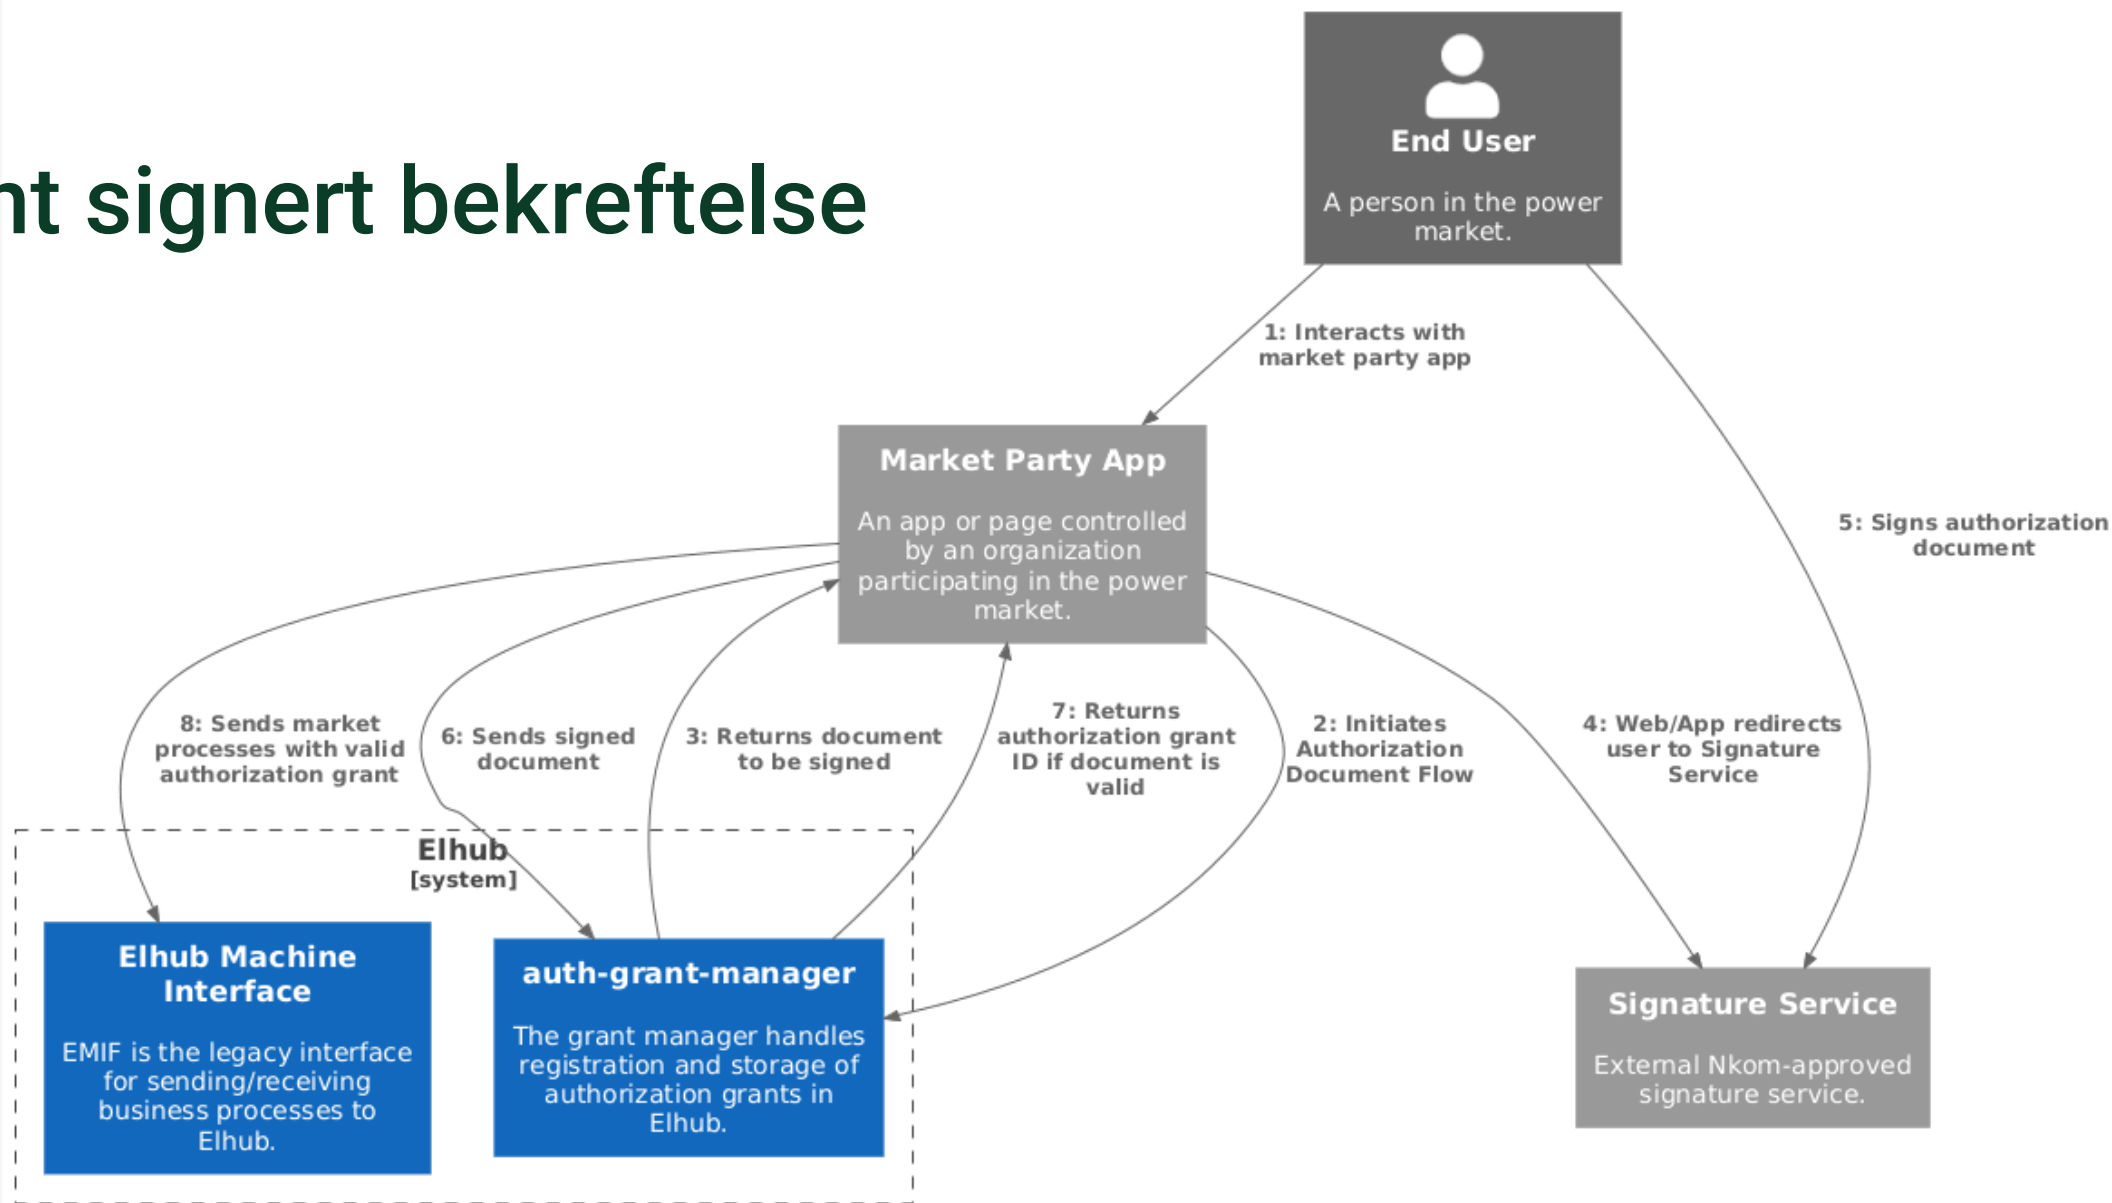 End User
A person in the power
market.
nt signert bekreftelse
1: Interacts with
market party app
Market Party App
An app or page controlled
by an organization
participating in the power
market.
5: Signs authorization
document
8: Sends market
processes with valid
authorization grant
6: Sends signed
document
3: Returns document
to be signed
7: Returns
authorization grant
ID if document is
valid
2: Initiates
Authorization
Document Flow
4: Web/App redirects
user to Signature
Service
Elhub
[system]
Elhub Machine
Interface
EMIF is the legacy interface
for sending/receiving
business processes to
Elhub.
auth-grant-manager
The grant manager handles
registration and storage of
authorization grants in
Elhub.
Signature Service
External Nkom-approved
signature service.